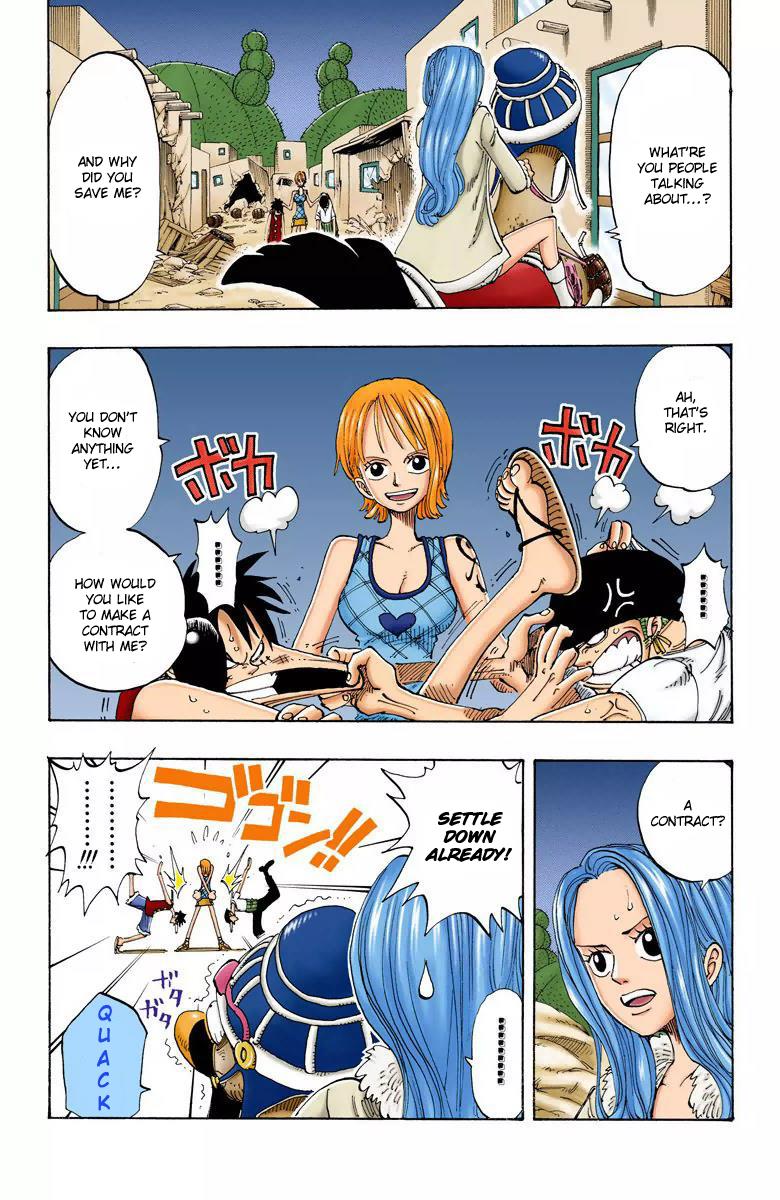 WHAT'RE
YOU PEOPLE
TALKING
ABOUT...?
AND WHY
DID YOU
SAVE ME?
AH,
THAT'S
RIGHT.
ボカ
ボカ
YOU DON'T
KNOW
ANYTHING
YET...
HOW WOULD
YOU LIKE
TO MAKE A
CONTRACT
WITH ME?
A
CONTRACT?
SETTLE
DOWN
ALREADY!
ゴゴン!!
.........!!!
ガタ
ガタ
QUACK